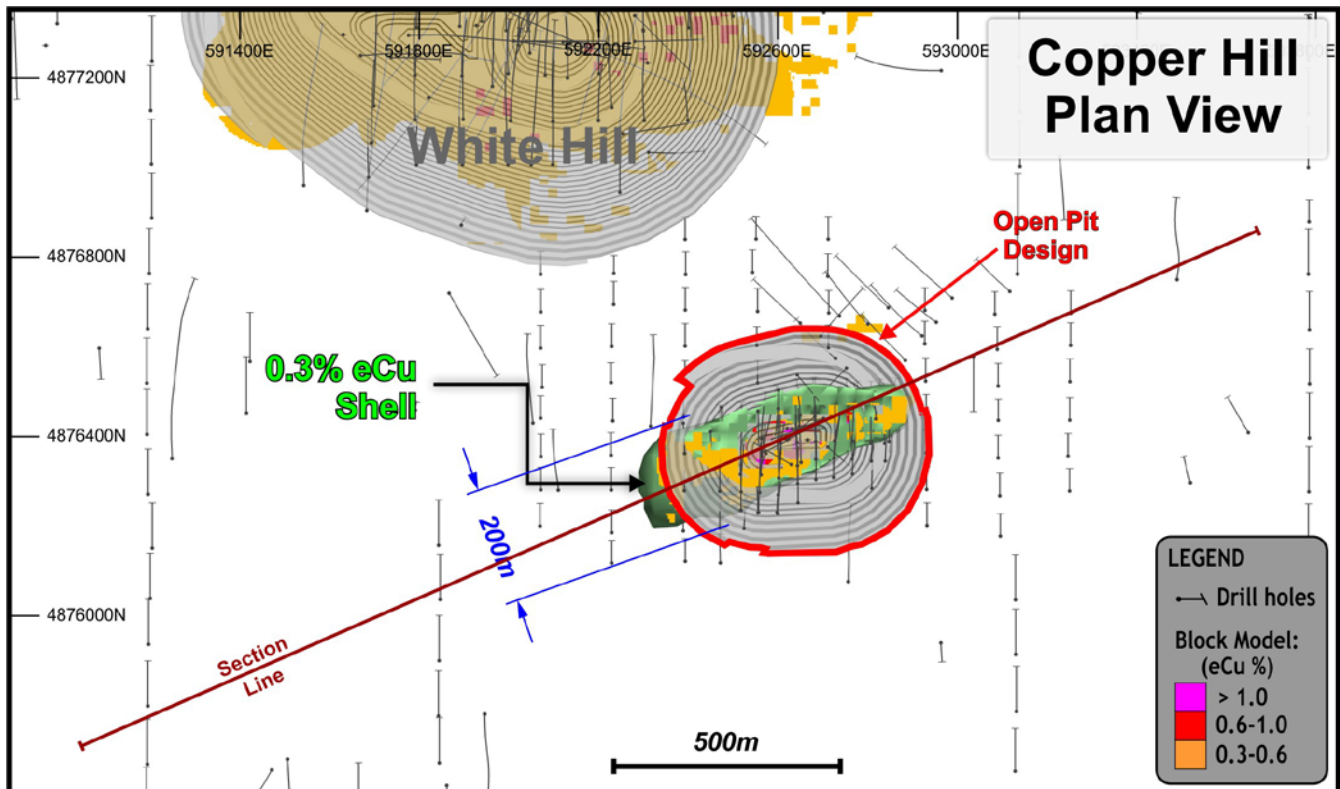 591400E
591800E
592200E
592600E
593000E
Copper Hill
Plan View
4877200N
White Hill
Open Pit
Design
4876800N
0.3% eCu
Shell
4876400N
200m
4876000N
Section
Line
500m
LEGEND
Drill holes
Block Model:
(eCu %)
> 1.0
0.6-1.0
0.3-0.6